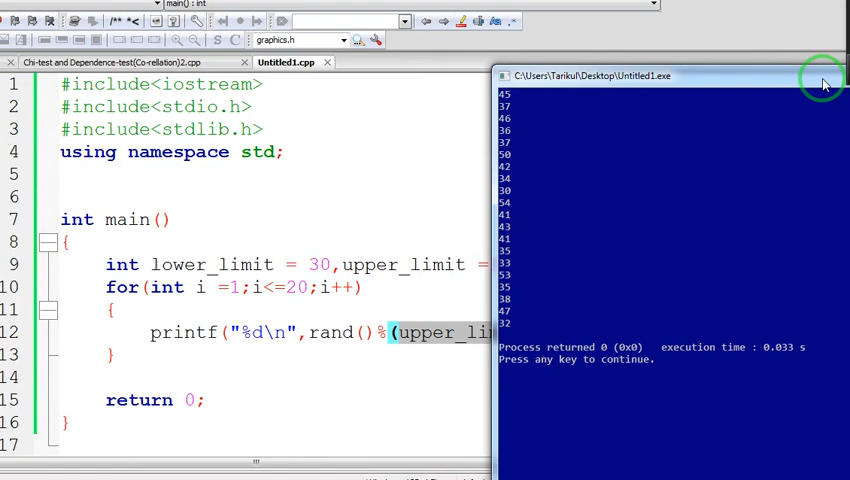 main() : int
/** *<
S C
graphics.h
Aa .*
Chi-test and Dependence-test(Co-rellation)2.cpp
Untitled1.cpp
1 #include<iostream>
2 #include<stdio.h>
3 #include<stdlib.h>
4 using namespace std;
5
6
7 int main()
8 {
9 int lower_limit = 30,upper_limit =
10 for(int i =1;i<=20;i++)
11 {
12 printf("%d\n",rand()%(upper_li
13 }
14
15 return 0;
16 }
17
C:\Users\Tarikul\Desktop\Untitled1.exe
45
37
46
36
37
50
42
34
30
54
41
43
41
35
33
53
35
38
47
32
Process returned 0 (0x0) execution time : 0.033 s
Press any key to continue.